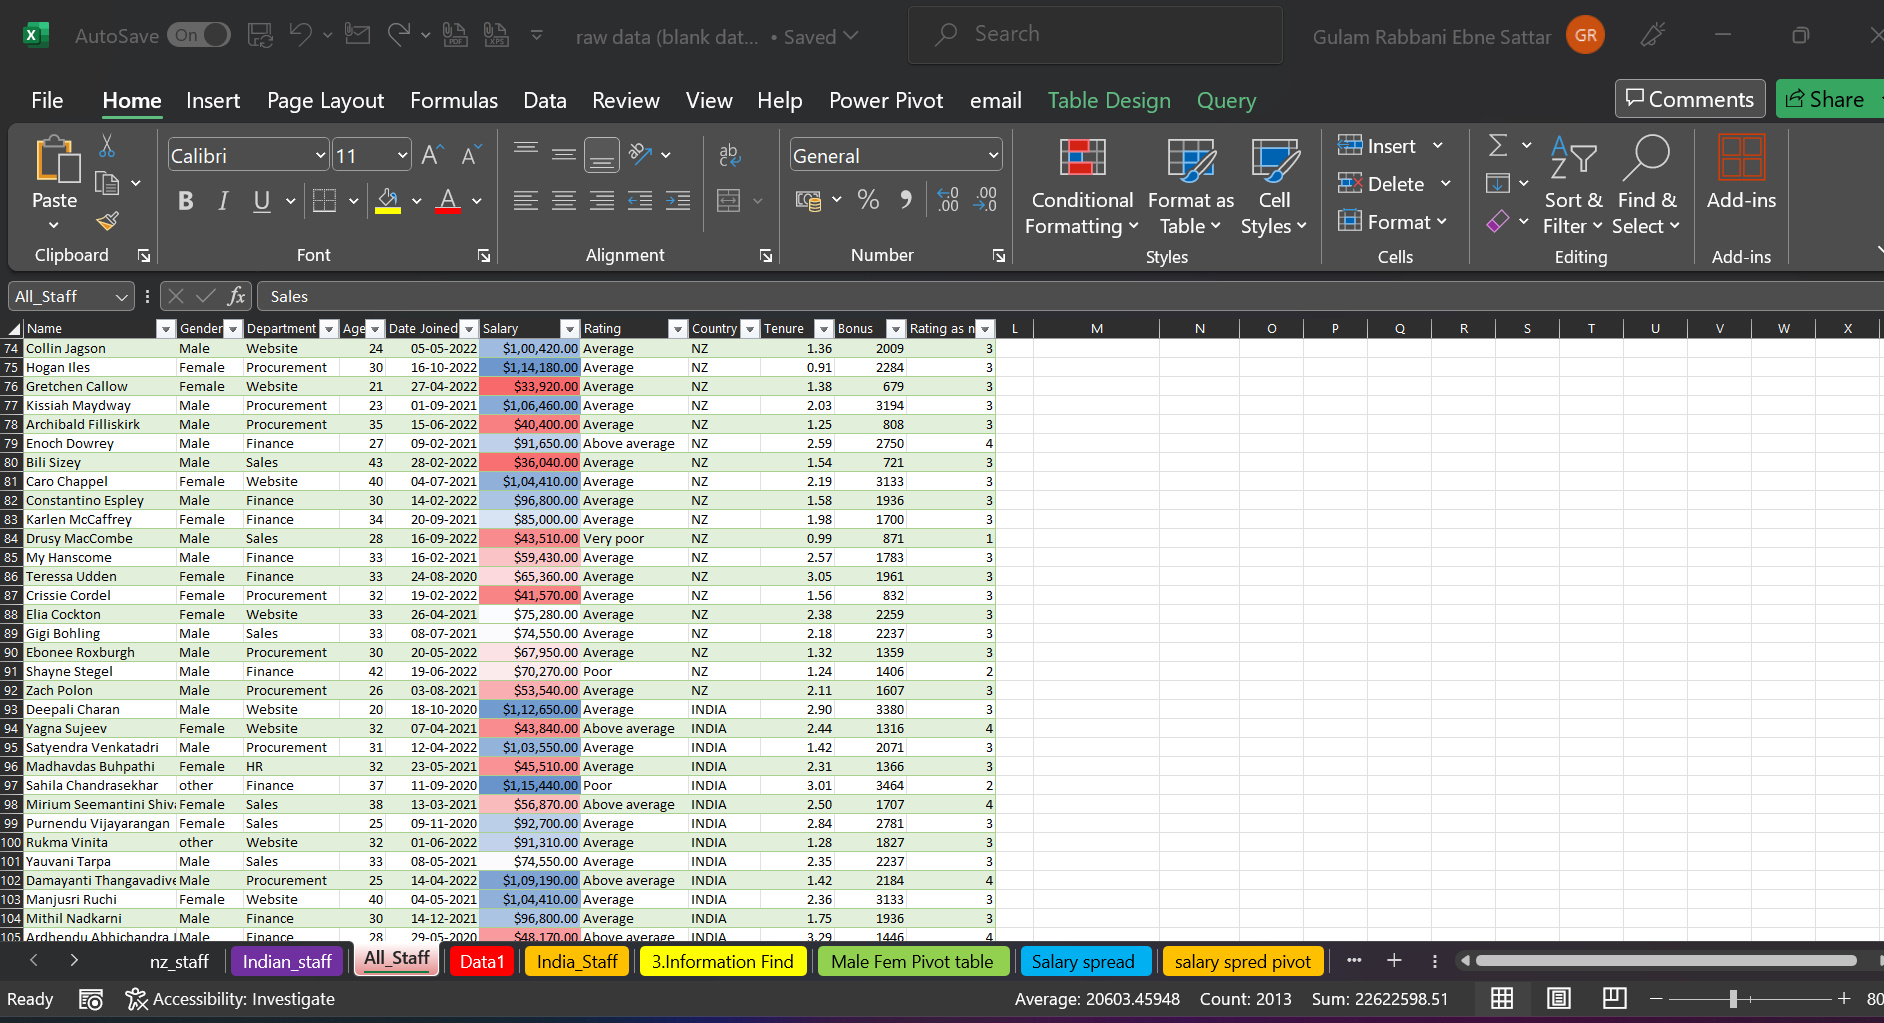 AutoSave On raw data (blank dat... • Saved Search Gulam Rabbani Ebne Sattar GR
File Home Insert Page Layout Formulas Data Review View Help Power Pivot email Table Design Query Comments Share
Paste Calibri 11 General Conditional Formatting Format as Table Cell Styles Insert Delete Format Sort & Filter Find & Select Add-ins
Clipboard Font Alignment Number Styles Cells Editing Add-ins
All_Staff fx Sales
Name Gender Department Age Date Joined Salary Rating Country Tenure Bonus Rating as n L M N O P Q R S T U V W X
74 Collin Jagson Male Website 24 05-05-2022 $1,00,420.00 Average NZ 1.36 2009 3
75 Hogan Iles Female Procurement 30 16-10-2022 $1,14,180.00 Average NZ 0.91 2284 3
76 Gretchen Callow Female Website 21 27-04-2022 $33,920.00 Average NZ 1.38 679 3
77 Kissiah Maydway Male Procurement 23 01-09-2021 $1,06,460.00 Average NZ 2.03 3194 3
78 Archibald Filliskirk Male Procurement 35 15-06-2022 $40,400.00 Average NZ 1.25 808 3
79 Enoch Dowrey Male Finance 27 09-02-2021 $91,650.00 Above average NZ 2.59 2750 4
80 Bili Sizey Male Sales 43 28-02-2022 $36,040.00 Average NZ 1.54 721 3
81 Caro Chappel Female Website 40 04-07-2021 $1,04,410.00 Average NZ 2.19 3133 3
82 Constantino Espley Male Finance 30 14-02-2022 $96,800.00 Average NZ 1.58 1936 3
83 Karlen McCaffrey Female Finance 34 20-09-2021 $85,000.00 Average NZ 1.98 1700 3
84 Drusy MacCombe Male Sales 28 16-09-2022 $43,510.00 Very poor NZ 0.99 871 1
85 My Hanscome Male Finance 33 16-02-2021 $59,430.00 Average NZ 2.57 1783 3
86 Teressa Udden Female Finance 33 24-08-2020 $65,360.00 Average NZ 3.05 1961 3
87 Crissie Cordel Female Procurement 32 19-02-2022 $41,570.00 Average NZ 1.56 832 3
88 Elia Cockton Female Website 33 26-04-2021 $75,280.00 Average NZ 2.38 2259 3
89 Gigi Bohling Male Sales 33 08-07-2021 $74,550.00 Average NZ 2.18 2237 3
90 Ebonee Roxburgh Male Procurement 30 20-05-2022 $67,950.00 Average NZ 1.32 1359 3
91 Shayne Stegel Male Finance 42 19-06-2022 $70,270.00 Poor NZ 1.24 1406 2
92 Zach Polon Male Procurement 26 03-08-2021 $53,540.00 Average NZ 2.11 1607 3
93 Deepali Charan Male Website 20 18-10-2020 $1,12,650.00 Average INDIA 2.90 3380 3
94 Yagna Sujeev Female Website 32 07-04-2021 $43,840.00 Above average INDIA 2.44 1316 4
95 Satyendra Venkatadri Male Procurement 31 12-04-2022 $1,03,550.00 Average INDIA 1.42 2071 3
96 Madhavdas Buhpathi Female HR 32 23-05-2021 $45,510.00 Average INDIA 2.31 1366 3
97 Sahila Chandrasekhar other Finance 37 11-09-2020 $1,15,440.00 Poor INDIA 3.01 3464 2
98 Mirium Seemantini Shiv Female Sales 38 13-03-2021 $56,870.00 Above average INDIA 2.50 1707 4
99 Purnendu Vijayarangan Female Sales 25 09-11-2020 $92,700.00 Average INDIA 2.84 2781 3
100 Rukma Vinita other Website 32 01-06-2022 $91,310.00 Average INDIA 1.28 1827 3
101 Yauvani Tarpa Male Sales 33 08-05-2021 $74,550.00 Average INDIA 2.35 2237 3
102 Damayanti Thangavadive Male Procurement 25 14-04-2022 $1,09,190.00 Above average INDIA 1.42 2184 4
103 Manjusri Ruchi Female Website 40 04-05-2021 $1,04,410.00 Average INDIA 2.36 3133 3
104 Mithil Nadkarni Male Finance 30 14-12-2021 $96,800.00 Average INDIA 1.75 1936 3
105 Ardhendu Abhichandra Male Finance 28 29-05-2020 $48,170.00 Above average INDIA 3.29 1446 4
nz_staff Indian_staff All_Staff Data1 India_Staff 3.Information Find Male Fem Pivot table Salary spread salary spred pivot
Ready Accessibility: Investigate Average: 20603.45948 Count: 2013 Sum: 22622598.51 80